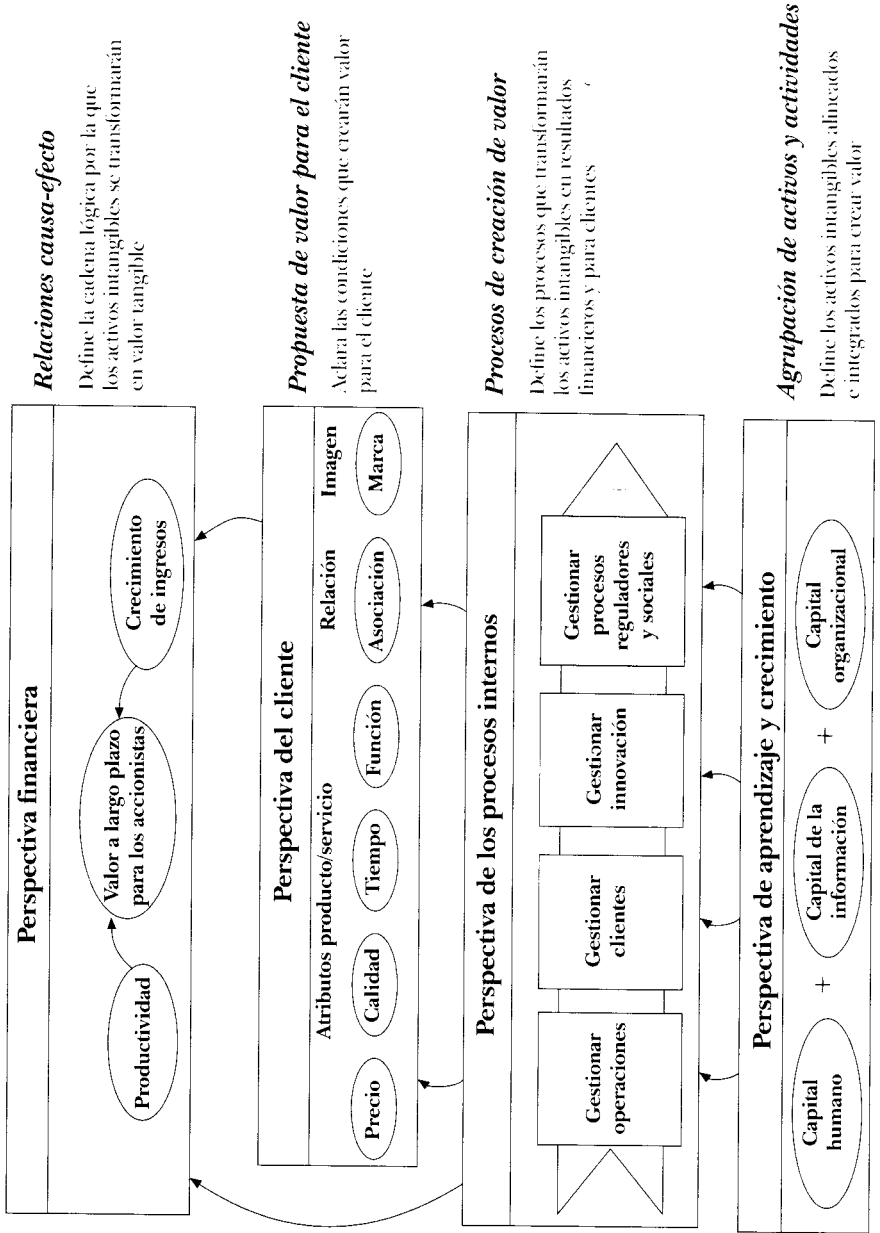 Perspectiva financiera
Productividad
Valor a largo plazo
para los accionistas
Crecimiento
de ingresos
Relaciones causa-efecto
Define la cadena lógica por la que
los activos intangibles se transformarán
en valor tangible
Perspectiva del cliente
Atributos producto/servicio
Relación
Imagen
Precio
Calidad
Tiempo
Función
Asociación
Marca
Propuesta de valor para el cliente
Aclara las condiciones que crearán valor
para el cliente
Perspectiva de los procesos internos
Gestionar
operaciones
Gestionar
clientes
Gestionar
innovación
Gestionar
procesos
reguladores
y sociales
Procesos de creación de valor
Define los procesos que transformarán
los activos intangibles en resultados
financieros y para clientes
Perspectiva de aprendizaje y crecimiento
Capital
humano
+
Capital de la
información
+
Capital
organizacional
Agrupación de activos y actividades
Define los activos intangibles alineados
e integrados para crear valor